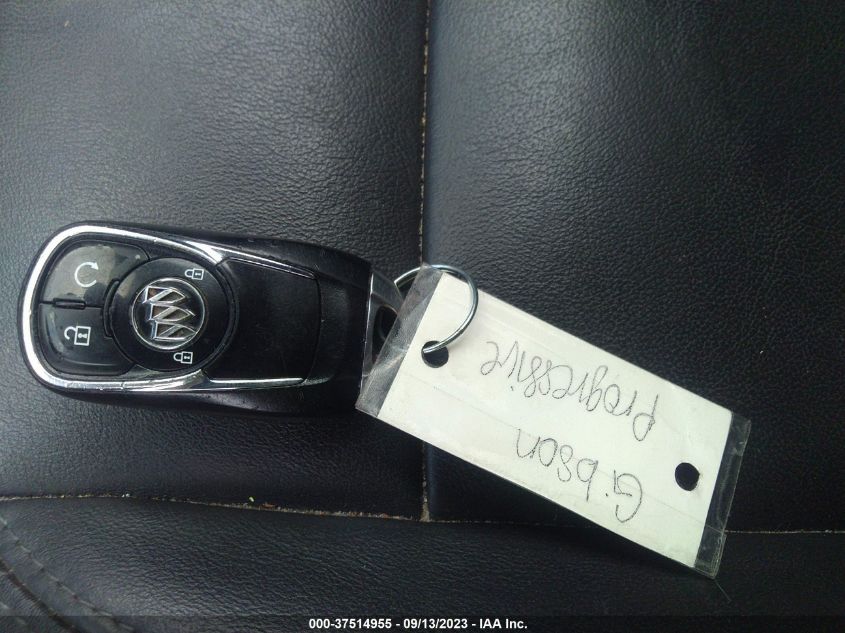 Gibson
progressive
000-37514955 - 09/13/2023 - IAA Inc.